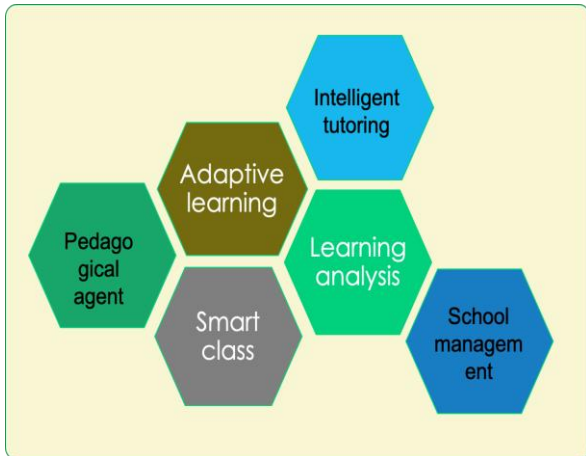 Intelligent
tutoring
Adaptive
learning
Pedago
gical
agent
Learning
analysis
Smart
class
School
managem
ent